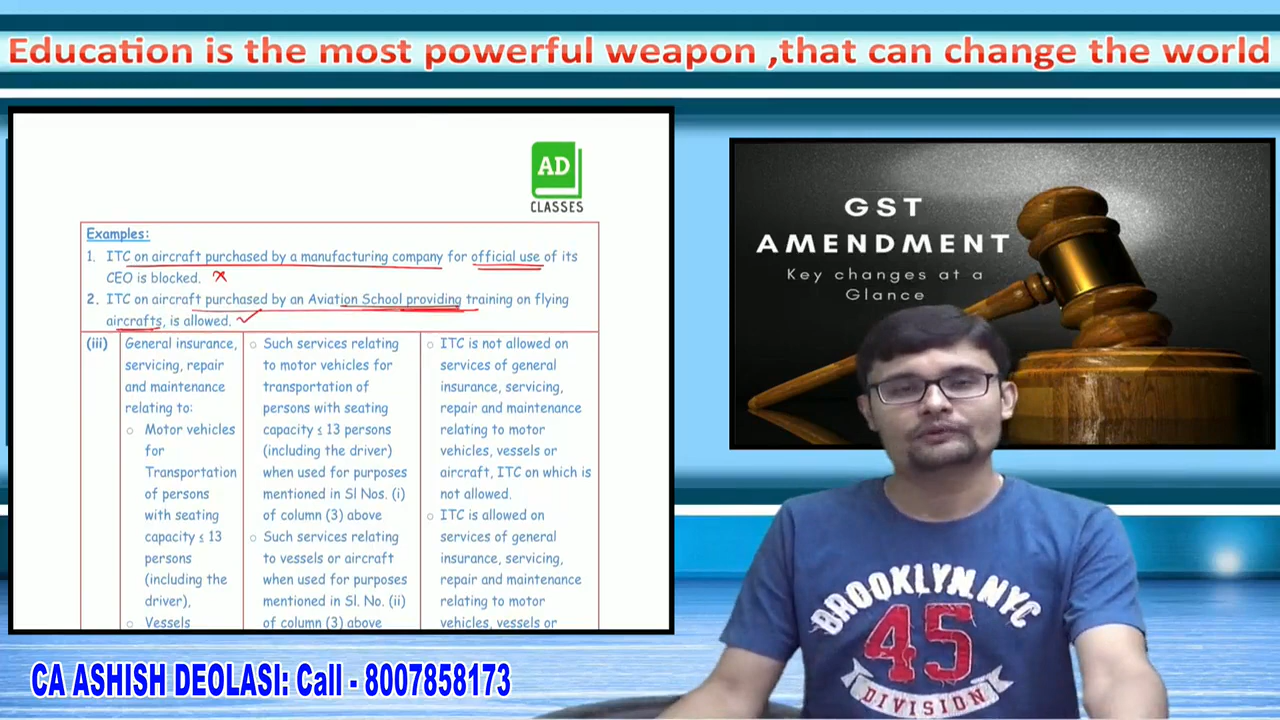 Education is the most powerful weapon ,that can change the world
AD
CLASSES
Examples:
1. ITC on aircraft purchased by a manufacturing company for official use of its
CEO is blocked.
2. ITC on aircraft purchased by an Aviation School providing training on flying
aircrafts, is allowed.
(iii)
General insurance,
servicing, repair
and maintenance
relating to:
○ Motor vehicles
for
Transportation
of persons
with seating
capacity ≤ 13
persons
(including the
driver),
○ Vessels
○ Such services relating
to motor vehicles for
transportation of
persons with seating
capacity ≤ 13 persons
(including the driver)
when used for purposes
mentioned in Sl Nos. (i)
of column (3) above
○ Such services relating
to vessels or aircraft
when used for purposes
mentioned in Sl. No. (ii)
of column (3) above
○ ITC is not allowed on
services of general
insurance, servicing,
repair and maintenance
relating to motor
vehicles, vessels or
aircraft, ITC on which is
not allowed.
○ ITC is allowed on
services of general
insurance, servicing,
repair and maintenance
relating to motor
vehicles, vessels or
GST
AMENDMENT
Key changes at a
Glance
BROOKLYN.NYC
45
DIVISION
CA ASHISH DEOLASI: Call - 8007858173